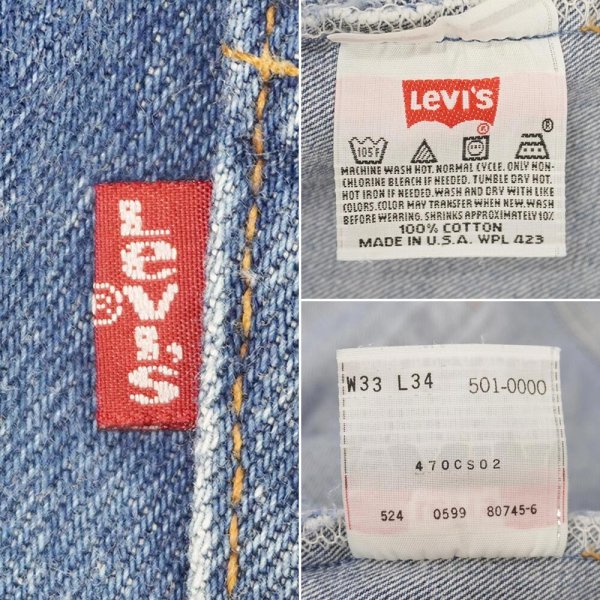 Levi's
®
LEVI'S
®
105F
MACHINE WASH HOT. NORMAL CYCLE. ONLY NON-
CHLORINE BLEACH IF NEEDED. TUMBLE DRY HOT.
HOT IRON IF NEEDED. WASH AND DRY WITH LIKE
COLORS. COLOR MAY TRANSFER WHEN NEW. WASH
BEFORE WEARING. SHRINKS APPROXIMATELY 10%
100% COTTON
MADE IN U.S.A. WPL 423
W33 L34 501-0000
470CS02
524 0599 80745-6